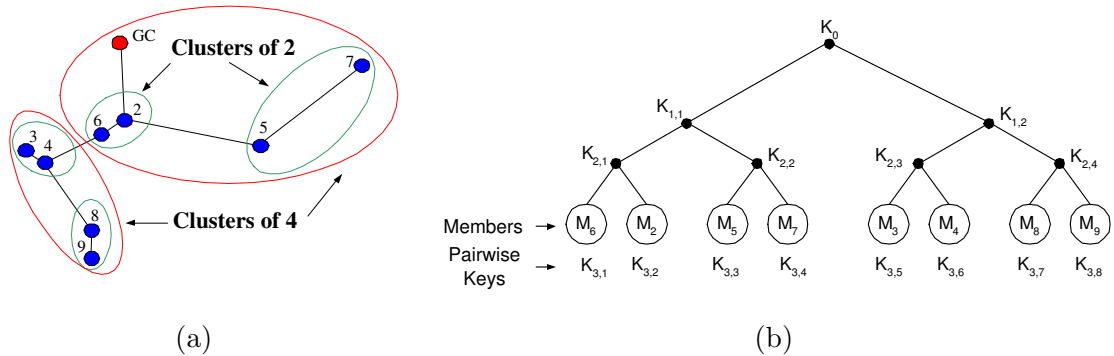 GC
Clusters of 2
7
2
6
5
3
4
8
9
Clusters of 4
(a)
K0
K1,1
K1,2
K2,1
K2,2
K2,3
K2,4
Members
M6 M2 M5 M7 M3 M4 M8 M9
Pairwise
Keys
K3,1 K3,2 K3,3 K3,4 K3,5 K3,6 K3,7 K3,8
(b)